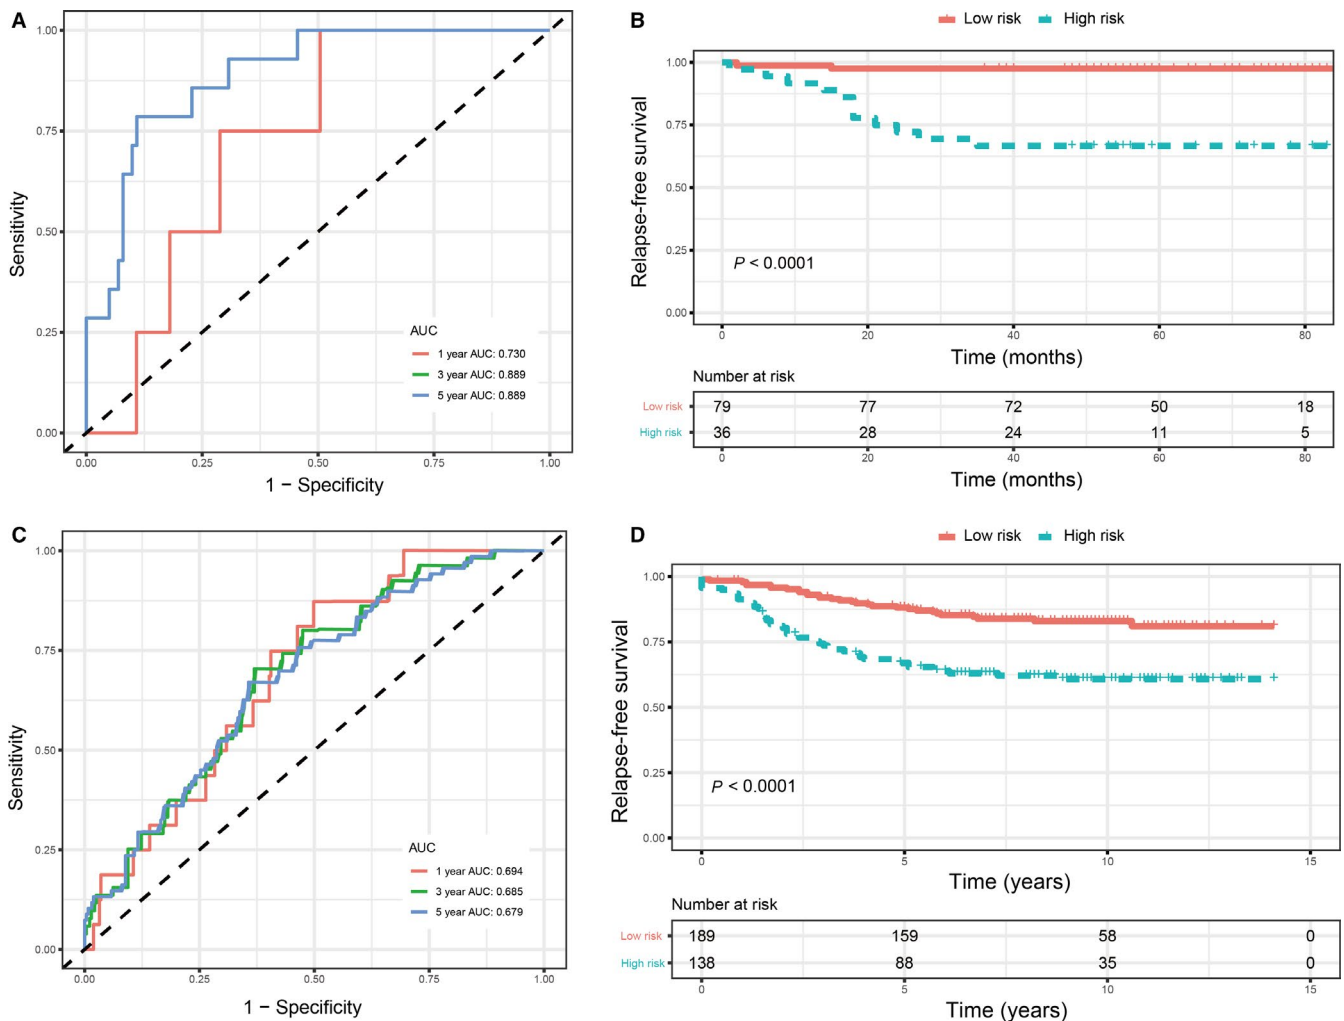 A
1.00
0.75
0.50
0.25
0.00
Sensitivity
AUC
1 year AUC: 0.730
3 year AUC: 0.889
5 year AUC: 0.889
0.00 0.25 0.50 0.75 1.00
1 − Specificity
B
Low risk High risk
1.00
0.75
0.50
0.25
0.00
Relapse-free survival
P < 0.0001
0 20 40 60 80
Time (months)
Number at risk
Low risk 79 77 72 50 18
High risk 36 28 24 11 5
0 20 40 60 80
Time (months)
C
1.00
0.75
0.50
0.25
0.00
Sensitivity
AUC
1 year AUC: 0.694
3 year AUC: 0.685
5 year AUC: 0.679
0.00 0.25 0.50 0.75 1.00
1 − Specificity
D
Low risk High risk
1.00
0.75
0.50
0.25
0.00
Relapse-free survival
P < 0.0001
0 5 10 15
Time (years)
Number at risk
Low risk 189 159 58 0
High risk 138 88 35 0
0 5 10 15
Time (years)